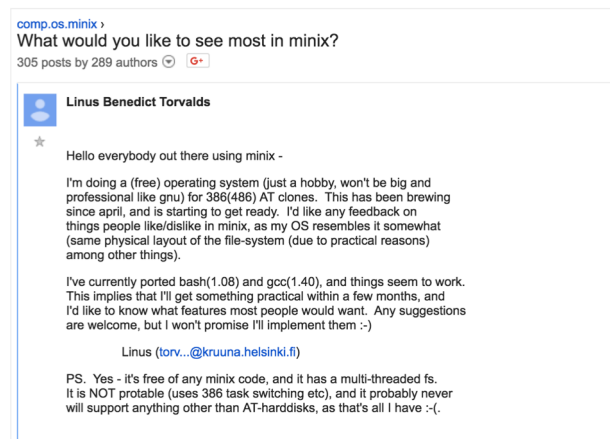 comp.os.minix ›
What would you like to see most in minix?
305 posts by 289 authors G+
Linus Benedict Torvalds
Hello everybody out there using minix -
I'm doing a (free) operating system (just a hobby, won't be big and
professional like gnu) for 386(486) AT clones. This has been brewing
since april, and is starting to get ready. I'd like any feedback on
things people like/dislike in minix, as my OS resembles it somewhat
(same physical layout of the file-system (due to practical reasons)
among other things).
I've currently ported bash(1.08) and gcc(1.40), and things seem to work.
This implies that I'll get something practical within a few months, and
I'd like to know what features most people would want. Any suggestions
are welcome, but I won't promise I'll implement them :-)
Linus (torv...@kruuna.helsinki.fi)
PS. Yes - it's free of any minix code, and it has a multi-threaded fs.
It is NOT protable (uses 386 task switching etc), and it probably never
will support anything other than AT-harddisks, as that's all I have :-(.